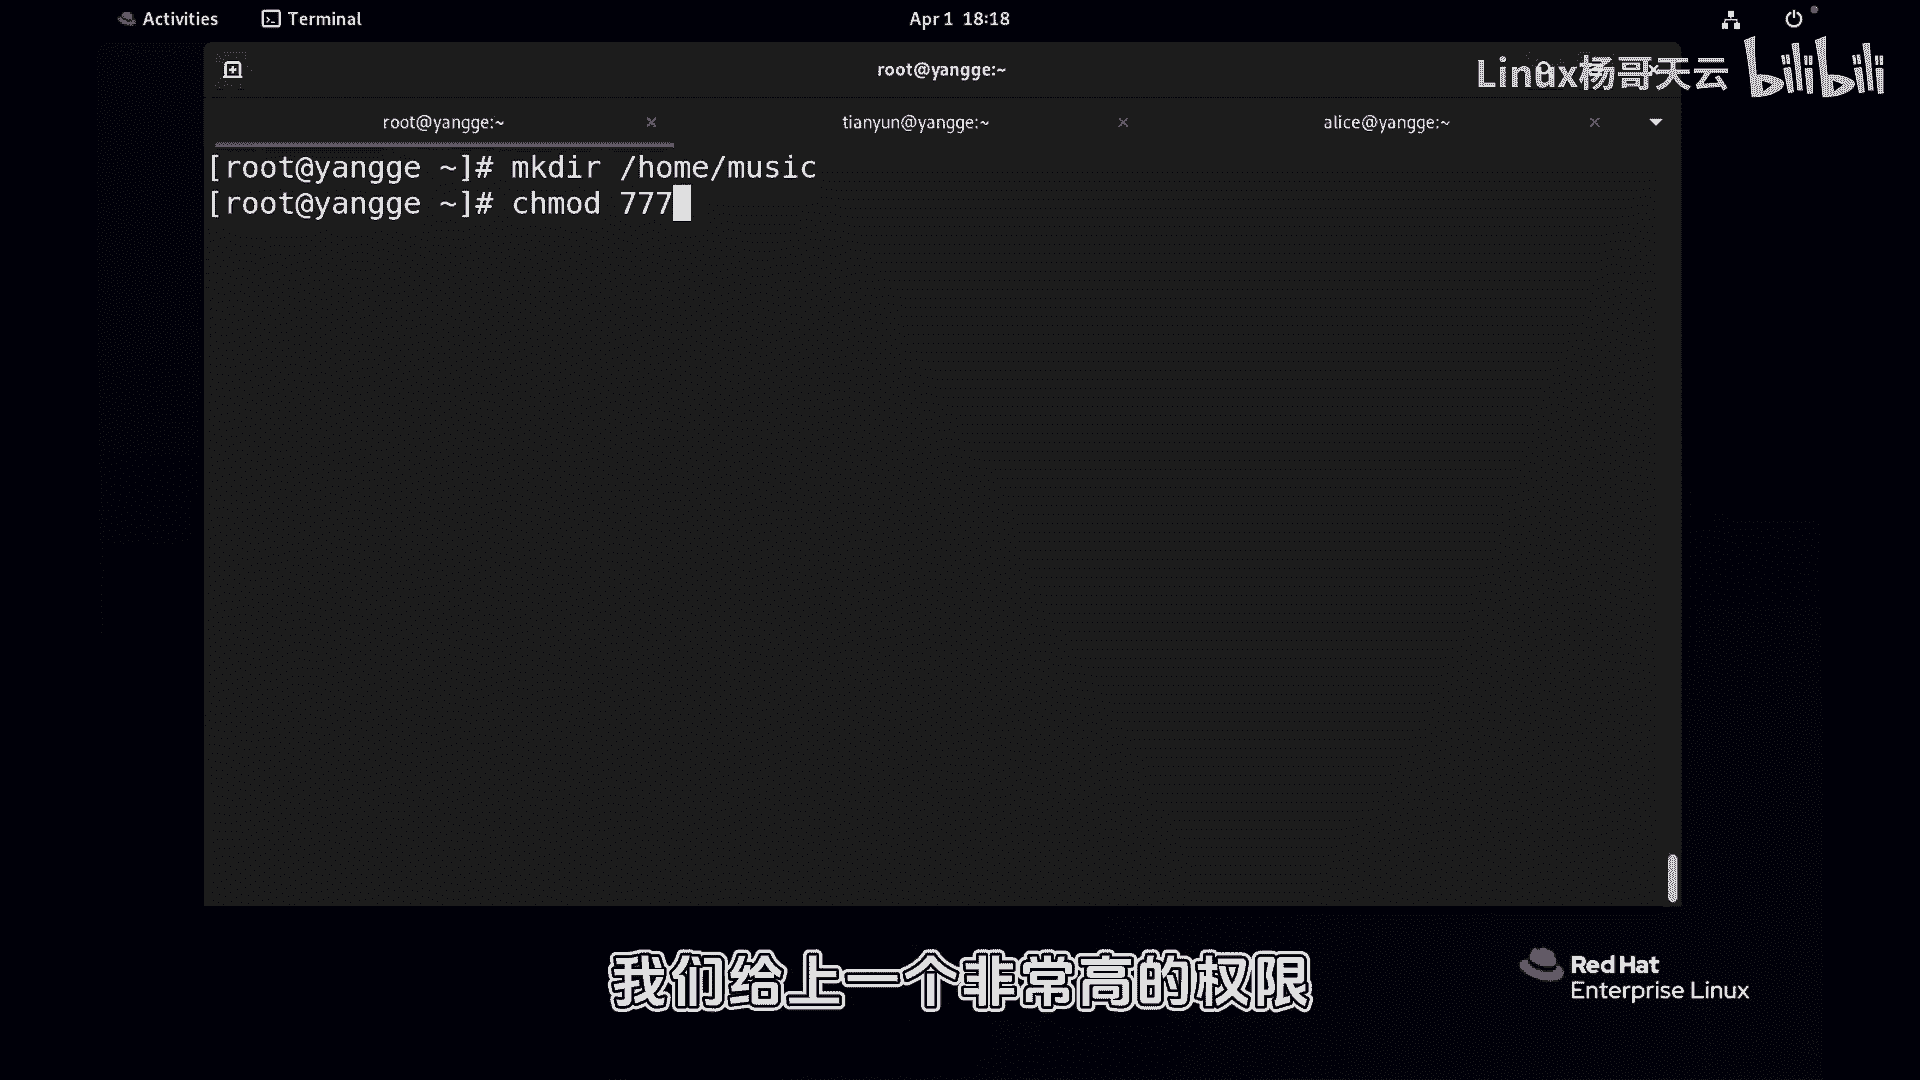 Activities Terminal Apr 1 18:18
root@yangge:~
Linux杨哥天云 bilibili
root@yangge:~ tianyun@yangge:~ alice@yangge:~
[root@yangge ~]# mkdir /home/music
[root@yangge ~]# chmod 777
我们给上一个非常高的权限
Red Hat
Enterprise Linux